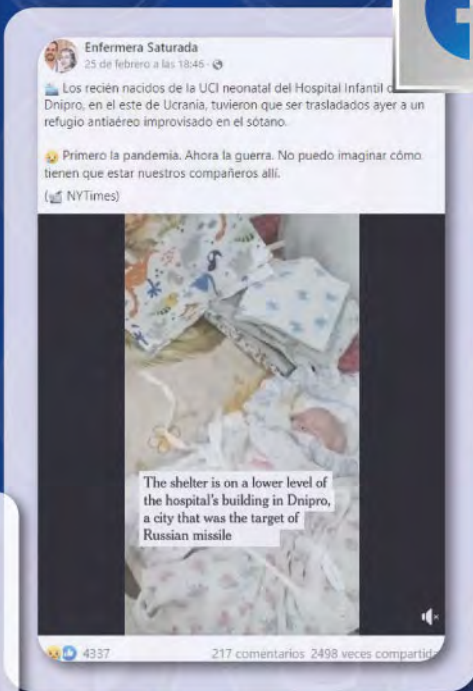 Enfermera Saturada
25 de febrero a las 18:46 ·
Los recién nacidos de la UCI neonatal del Hospital Infantil
Dnipro, en el este de Ucrania, tuvieron que ser trasladados ayer a un
refugio antiaéreo improvisado en el sótano.
Primero la pandemia. Ahora la guerra. No puedo imaginar cómo
tienen que estar nuestros compañeros allí.
( NYTimes)
The shelter is on a lower level of
the hospital's building in Dnipro,
a city that was the target of
Russian missile
4337 217 comentarios 2498 veces compartid